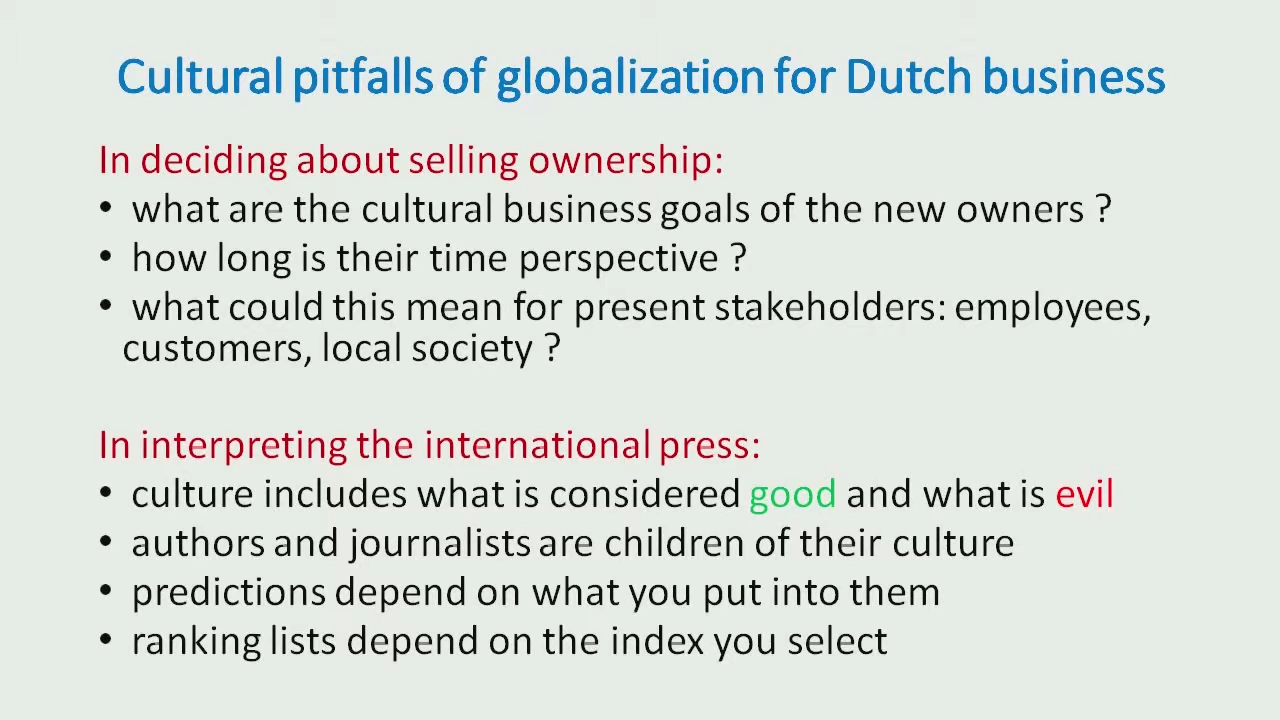 Cultural pitfalls of globalization for Dutch business
In deciding about selling ownership:
• what are the cultural business goals of the new owners ?
• how long is their time perspective ?
• what could this mean for present stakeholders: employees,
customers, local society ?
In interpreting the international press:
• culture includes what is considered good and what is evil
• authors and journalists are children of their culture
• predictions depend on what you put into them
• ranking lists depend on the index you select